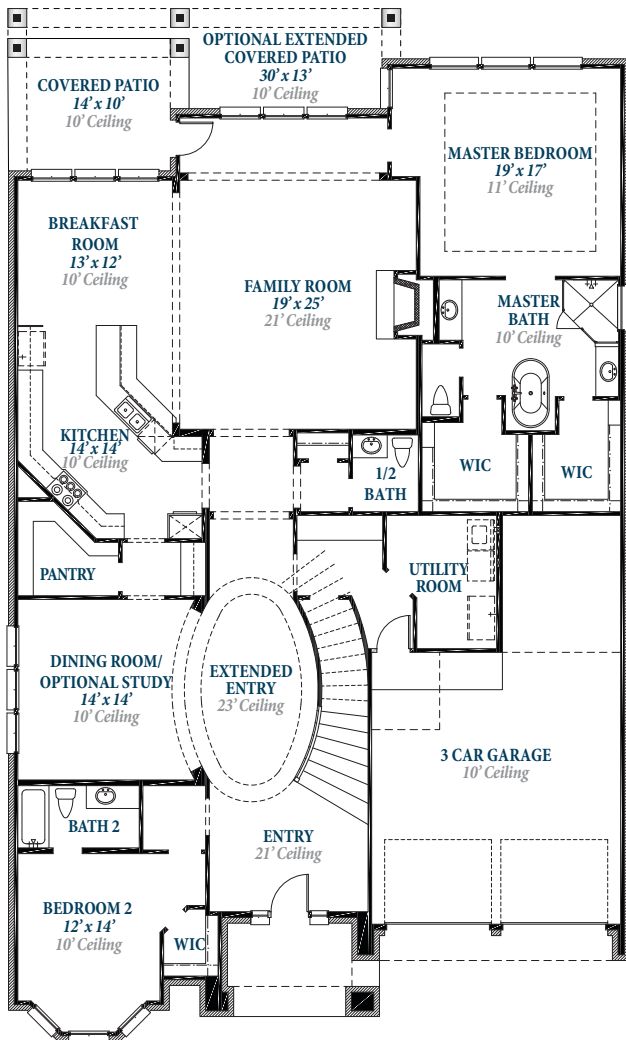 OPTIONAL EXTENDED
COVERED PATIO
30' x 13'
10' Ceiling
COVERED PATIO
14' x 10'
10' Ceiling
MASTER BEDROOM
19' x 17'
11' Ceiling
BREAKFAST
ROOM
13' x 12'
10' Ceiling
FAMILY ROOM
19' x 25'
21' Ceiling
MASTER
BATH
10' Ceiling
KITCHEN
14' x 14'
10' Ceiling
1/2
BATH
WIC
WIC
PANTRY
UTILITY
ROOM
DINING ROOM/
OPTIONAL STUDY
14' x 14'
10' Ceiling
EXTENDED
ENTRY
23' Ceiling
3 CAR GARAGE
10' Ceiling
BATH 2
ENTRY
21' Ceiling
BEDROOM 2
12' x 14'
10' Ceiling
WIC